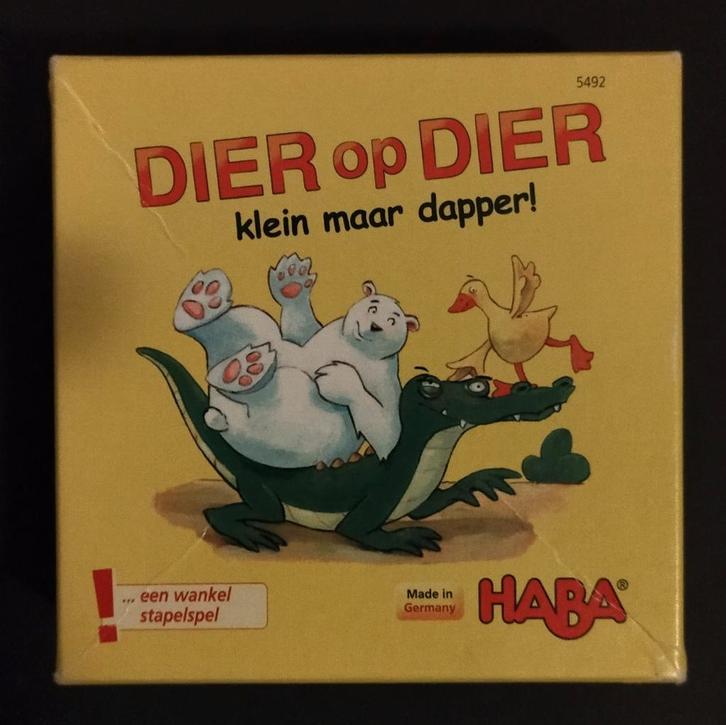 5492
DIER op DIER
klein maar dapper!
... een wankel
stapelspel
Made in
Germany
HABA®